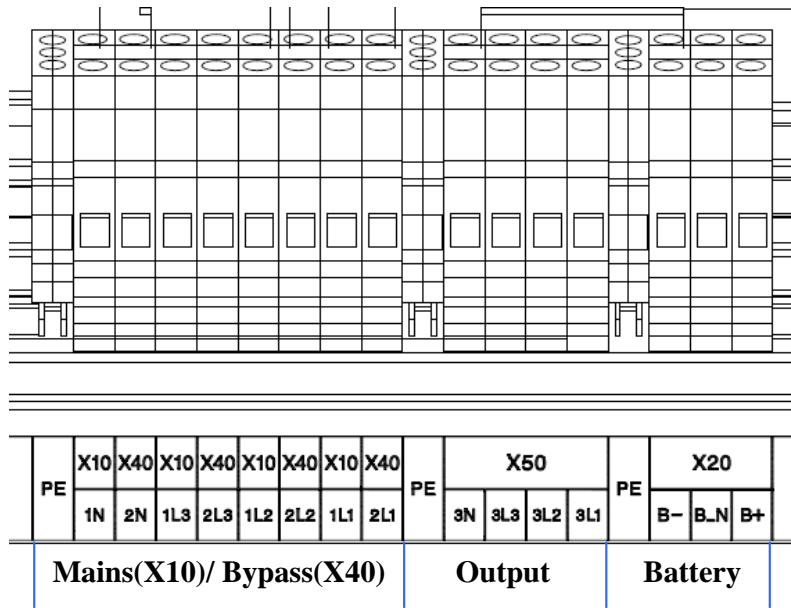 X10 X40 X10 X40 X10 X40 X10 X40 X50 X20
PE PE PE
1N 2N 1L3 2L3 1L2 2L2 1L1 2L1 3N 3L3 3L2 3L1 B- B_N B+
Mains(X10)/ Bypass(X40) Output Battery